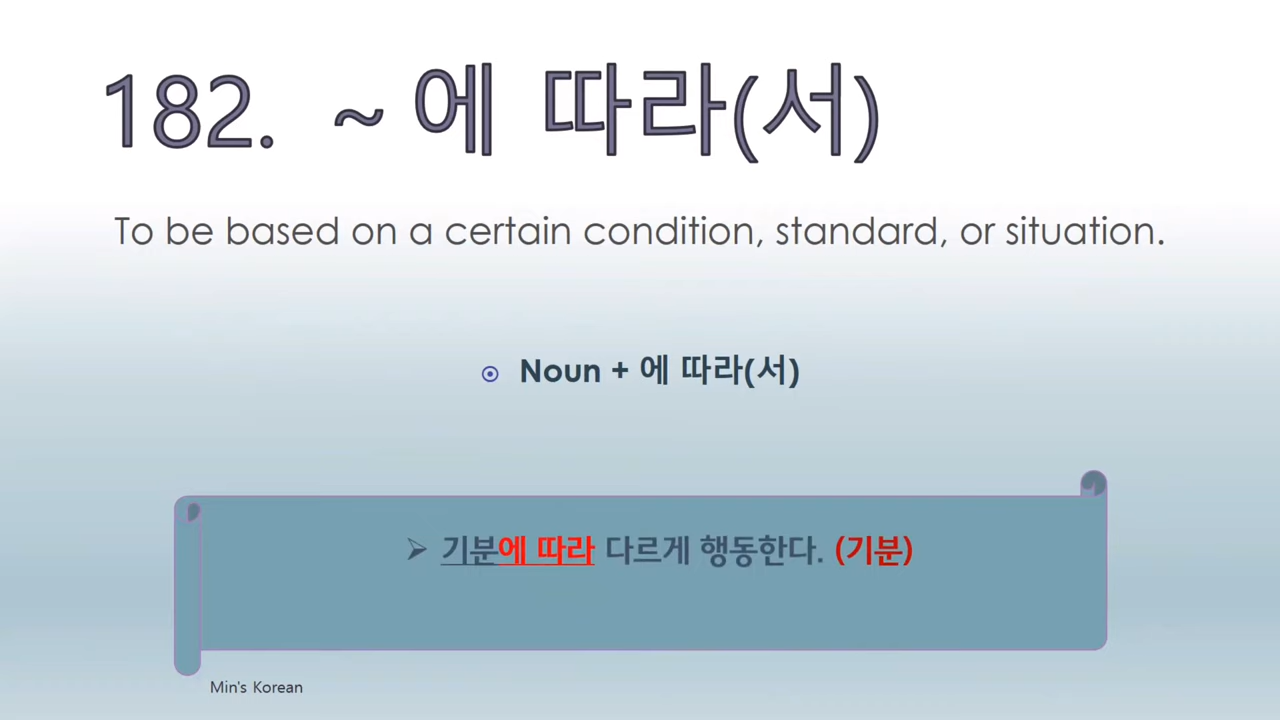 182. ~ 에 따라(서)
To be based on a certain condition, standard, or situation.
Noun + 에 따라(서)
기분에 따라 다르게 행동한다. (기분)
Min's Korean